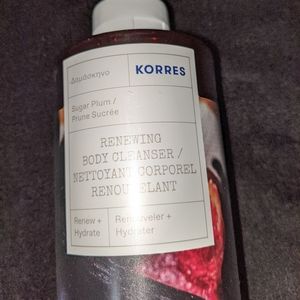 Δαμάσκηνο
KORRES
Sugar Plum /
Prune Sucrée
RENEWING
BODY CLEANSER /
NETTOYANT CORPOREL
RENOUVELANT
Renew +
Hydrate
Renouveler +
Hydrater